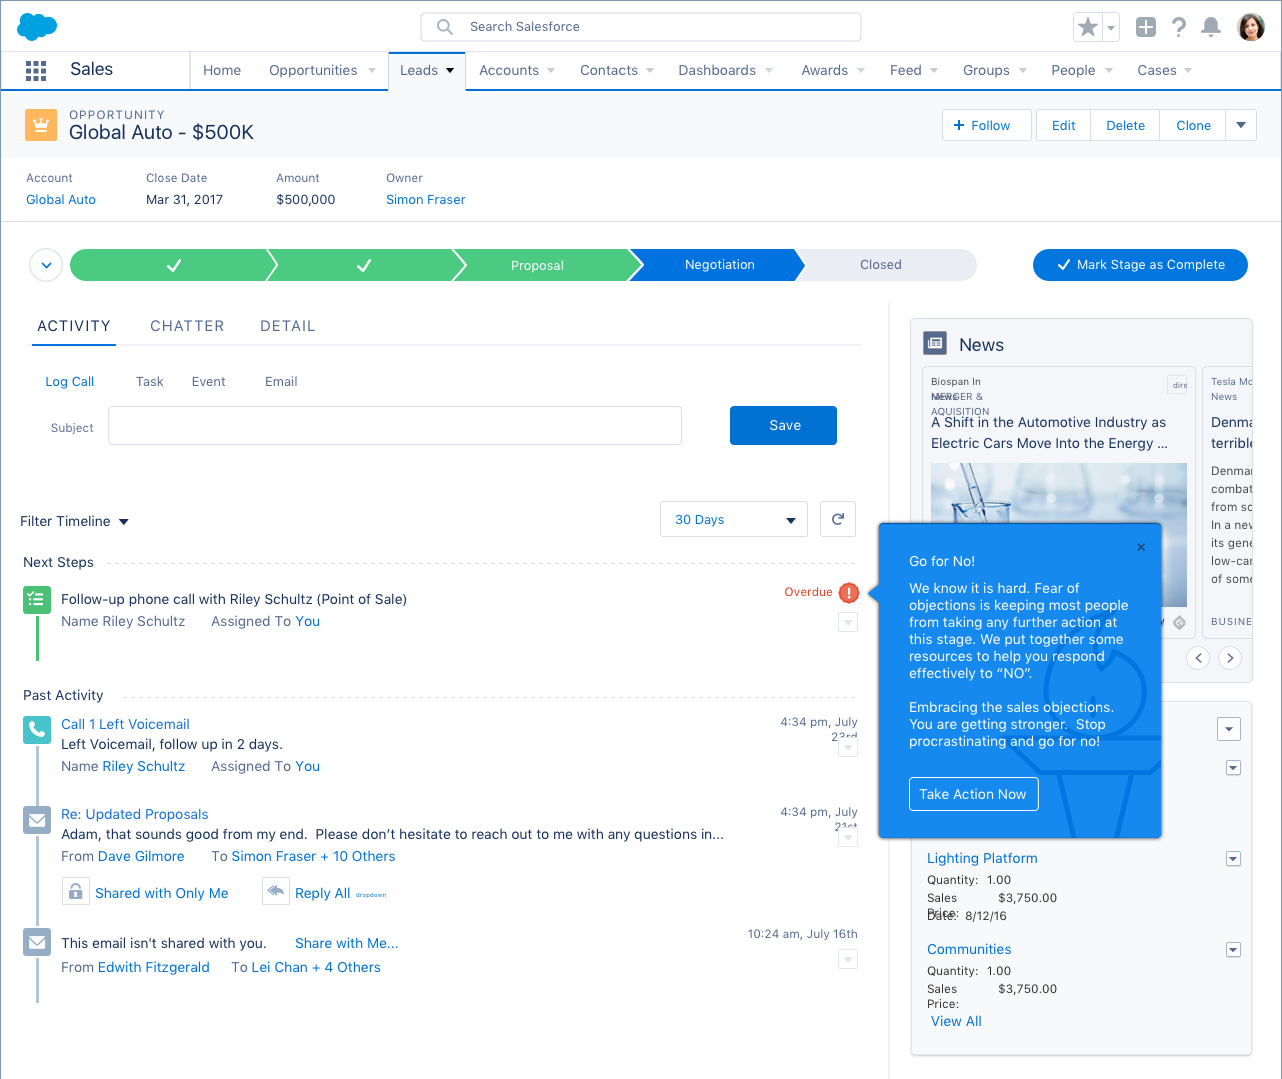 Search Salesforce
Sales
Home
Opportunities
Leads
Accounts
Contacts
Dashboards
Awards
Feed
Groups
People
Cases
OPPORTUNITY
Global Auto - $500K
+ Follow
Edit
Delete
Clone
Account
Close Date
Amount
Owner
Global Auto
Mar 31, 2017
$500,000
Simon Fraser
Proposal
Negotiation
Closed
Mark Stage as Complete
ACTIVITY
CHATTER
DETAIL
Log Call
Task
Event
Email
Subject
Save
Filter Timeline
30 Days
Next Steps
Follow-up phone call with Riley Schultz (Point of Sale)
Name Riley Schultz
Assigned To You
Overdue
Past Activity
Call 1 Left Voicemail
Left Voicemail, follow up in 2 days.
Name Riley Schultz
Assigned To You
4:34 pm, July
23rd
Re: Updated Proposals
Adam, that sounds good from my end.  Please don’t hesitate to reach out to me with any questions in...
From Dave Gilmore
To Simon Fraser + 10 Others
4:34 pm, July
21st
Shared with Only Me
Reply All
dropdown
This email isn't shared with you.
Share with Me...
From Edwith Fitzgerald
To Lei Chan + 4 Others
10:24 am, July 16th
News
Biospan In
News
MERGER &
AQUISITION
dire
A Shift in the Automotive Industry as
Electric Cars Move Into the Energy ...
Tesla Mo
News
Denma
terrible
Denmar
combat
from so
In a new
its gene
low-car
of some
BUSINE
Go for No!
We know it is hard. Fear of
objections is keeping most people
from taking any further action at
this stage. We put together some
resources to help you respond
effectively to “NO”.
Embracing the sales objections.
You are getting stronger.  Stop
procrastinating and go for no!
Take Action Now
Lighting Platform
Quantity: 1.00
Sales
Price:
$3,750.00
Date: 8/12/16
Communities
Quantity: 1.00
Sales
Price:
$3,750.00
View All